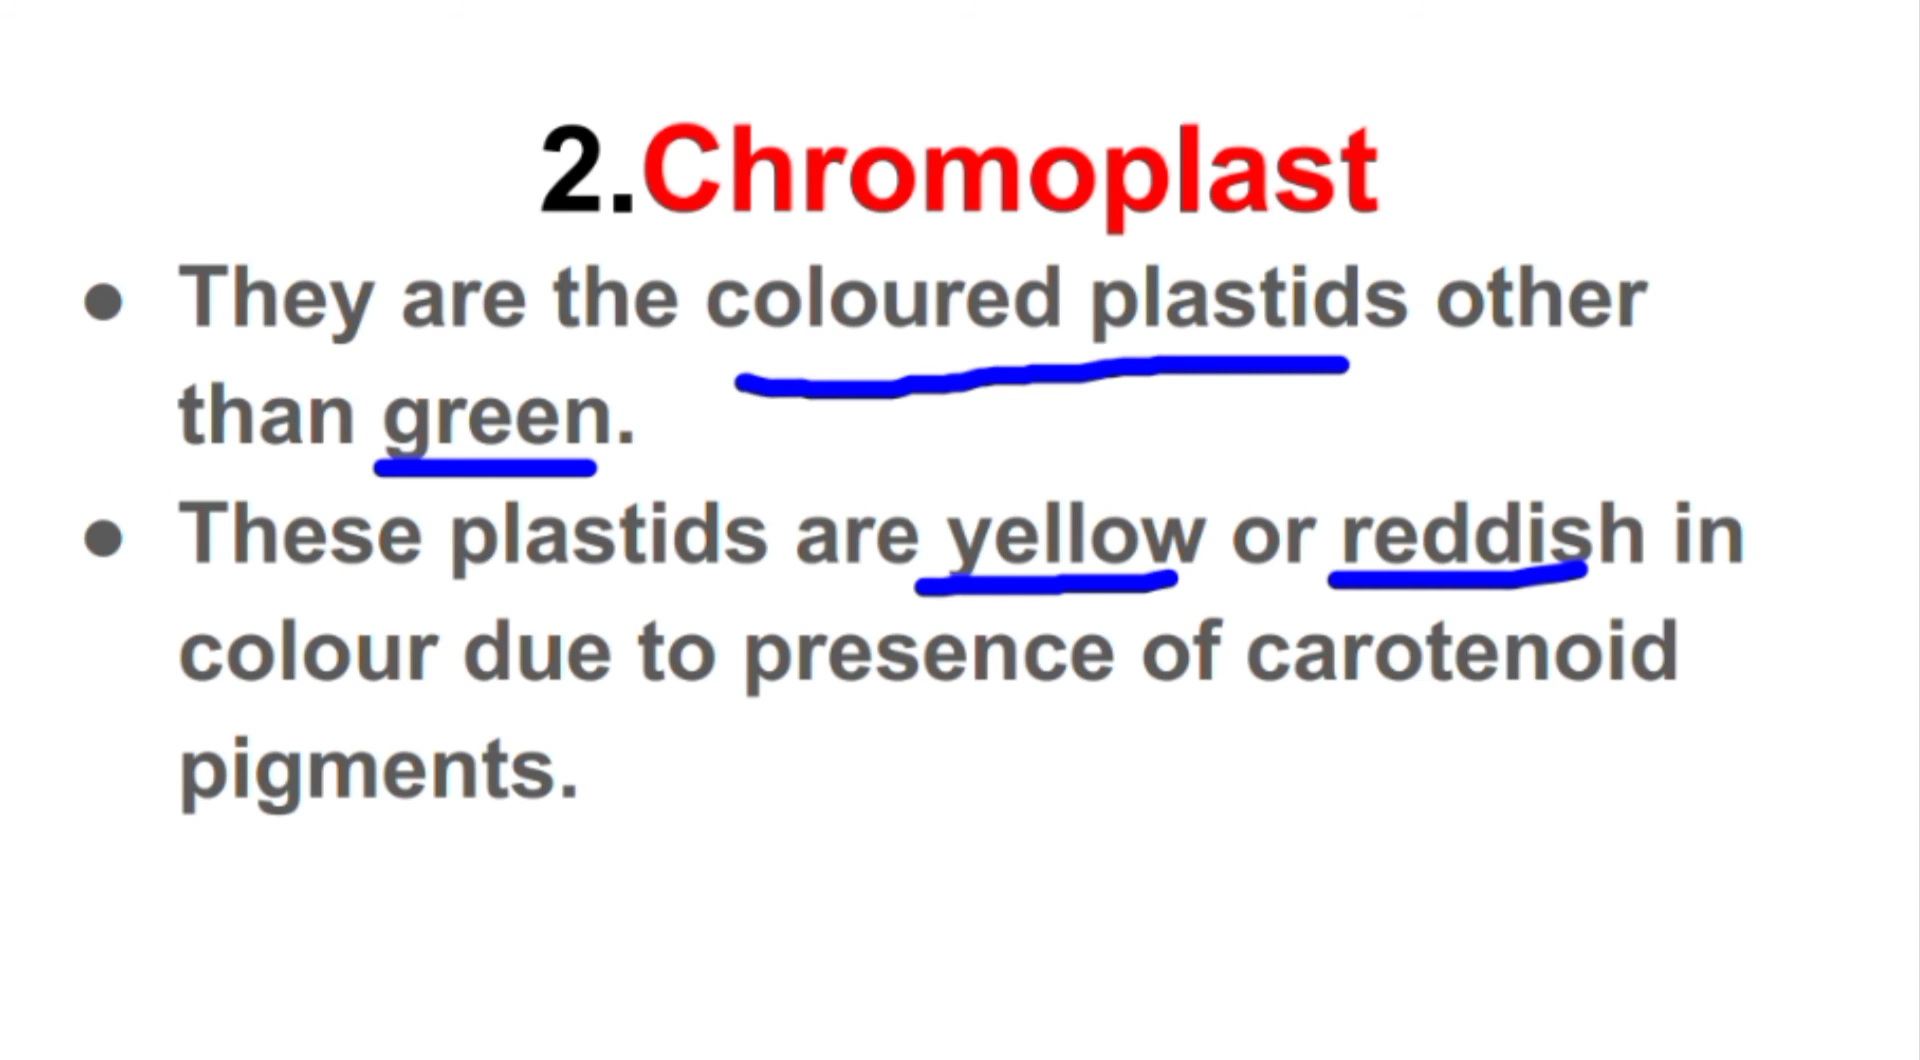 2.Chromoplast
● They are the coloured plastids other
than green.
● These plastids are yellow or reddish in
colour due to presence of carotenoid
pigments.